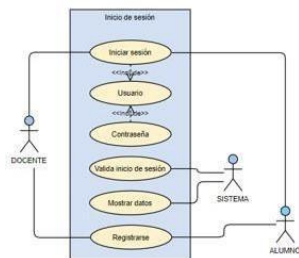 Inicio de sesión
Iniciar sesión
<<include>>
Usuario
<<include>>
Contraseña
DOCENTE
Valida inicio de sesión
SISTEMA
Mostrar datos
Registrarse
ALUMNO